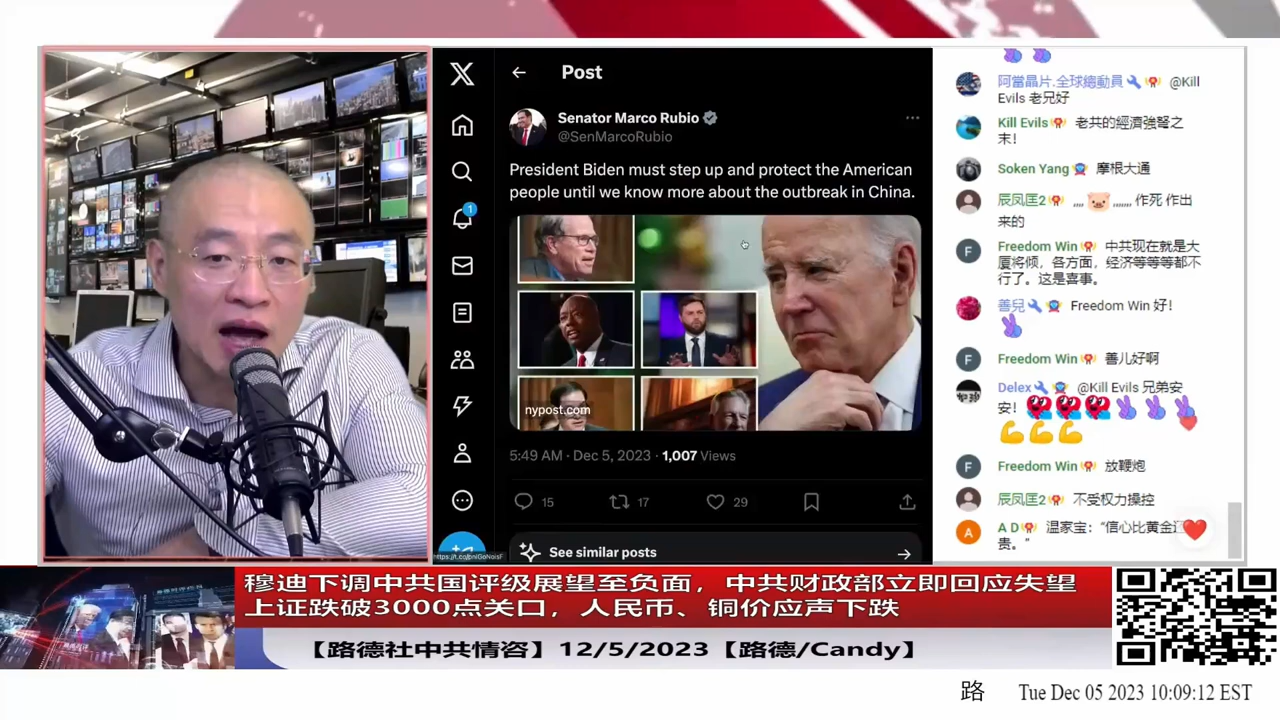 Post
Senator Marco Rubio
@SenMarcoRubio
President Biden must step up and protect the American
people until we know more about the outbreak in China.
nypost.com
5:49 AM · Dec 5, 2023 · 1,007 Views
15
17
29
See similar posts
1
阿當晶片.全球總動員 @Kill
Evils 老兄好
Kill Evils 老共的經濟強弩之
末!
Soken Yang 摩根大通
辰凤匡2 ,,,, ,,,,,,, 作死 作出
来的
F
Freedom Win 中共现在就是大
厦将倾，各方面，经济等等等都不
行了。这是喜事。
善兒 Freedom Win 好!
F
Freedom Win 善儿好啊
Delex @Kill Evils 兄弟安
安!
F
Freedom Win 放鞭炮
辰凤匡2 不受权力操控
A
A D 温家宝：“信心比黄金
贵。”
穆迪下调中共国评级展望至负面，中共财政部立即回应失望
上证跌破3000点关口，人民币、铜价应声下跌
【路德社中共情咨】12/5/2023【路德/Candy】
路 Tue Dec 05 2023 10:09:12 EST